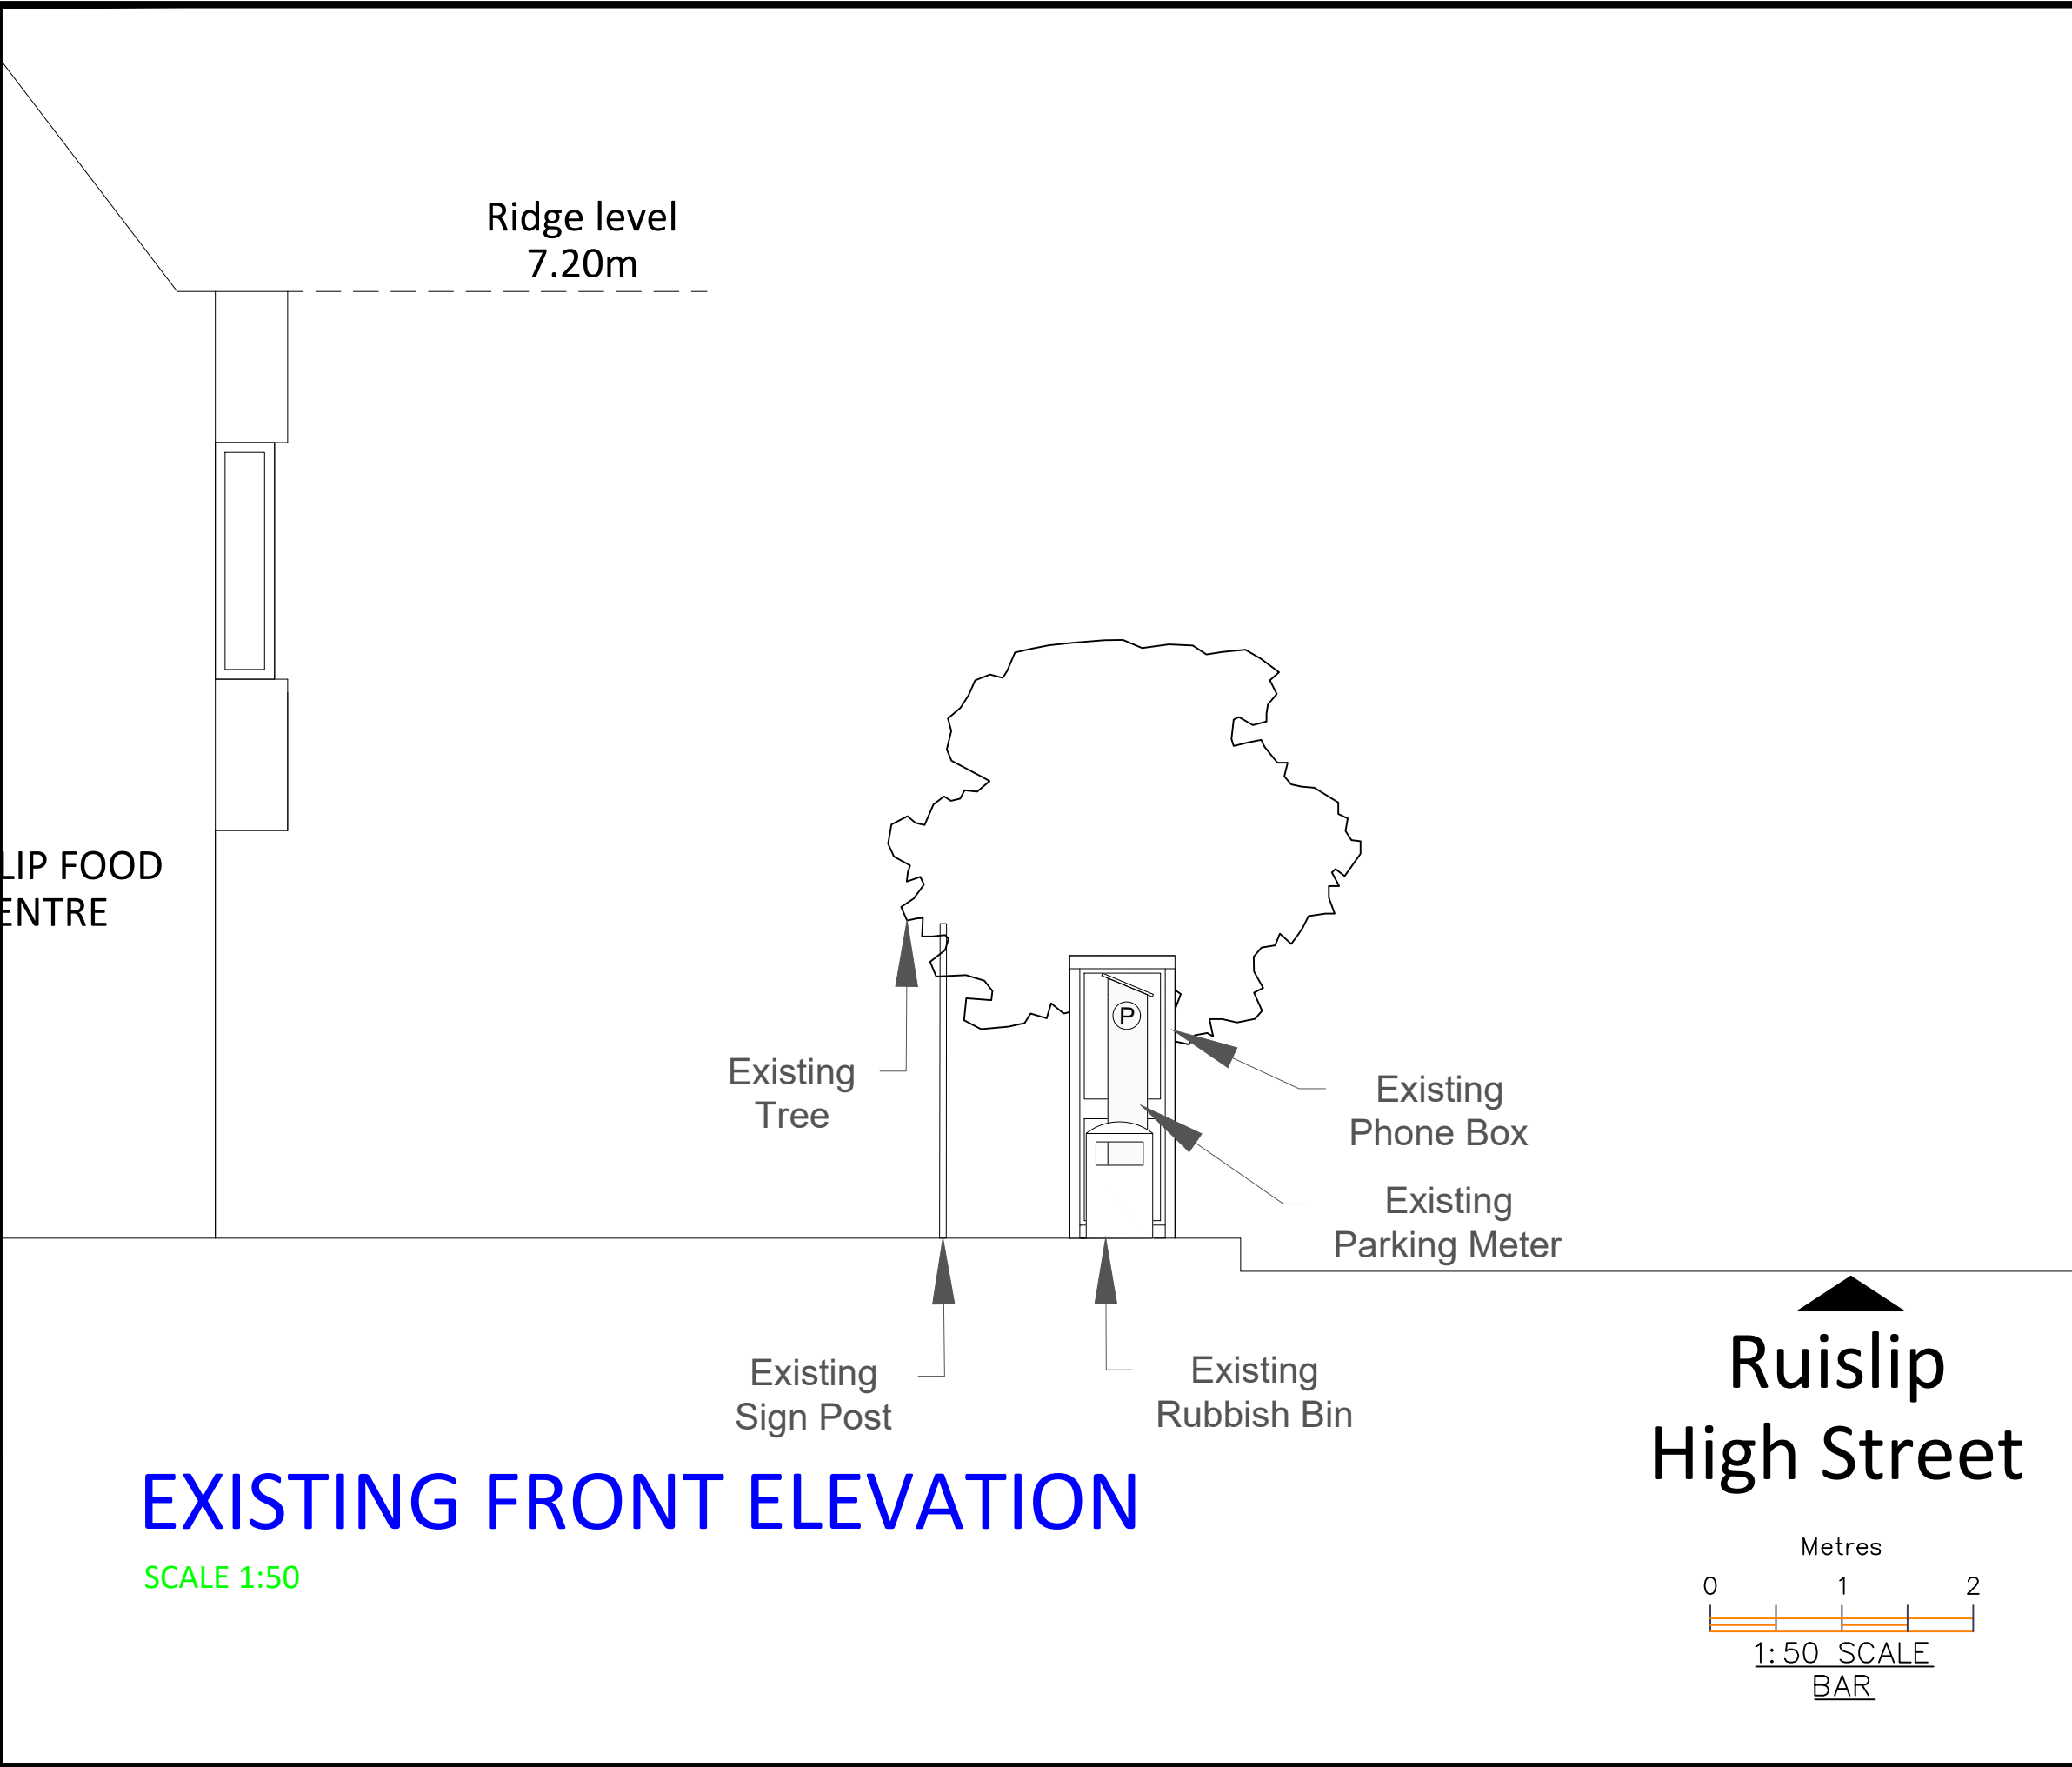 Ridge level
7.20m
LIP FOOD
ENTRE
P
Existing
Tree
Existing
Phone Box
Existing
Parking Meter
Existing
Sign Post
Existing
Rubbish Bin
Ruislip
High Street
EXISTING FRONT ELEVATION
SCALE 1:50
Metres
0 1 2
1:50 SCALE
BAR